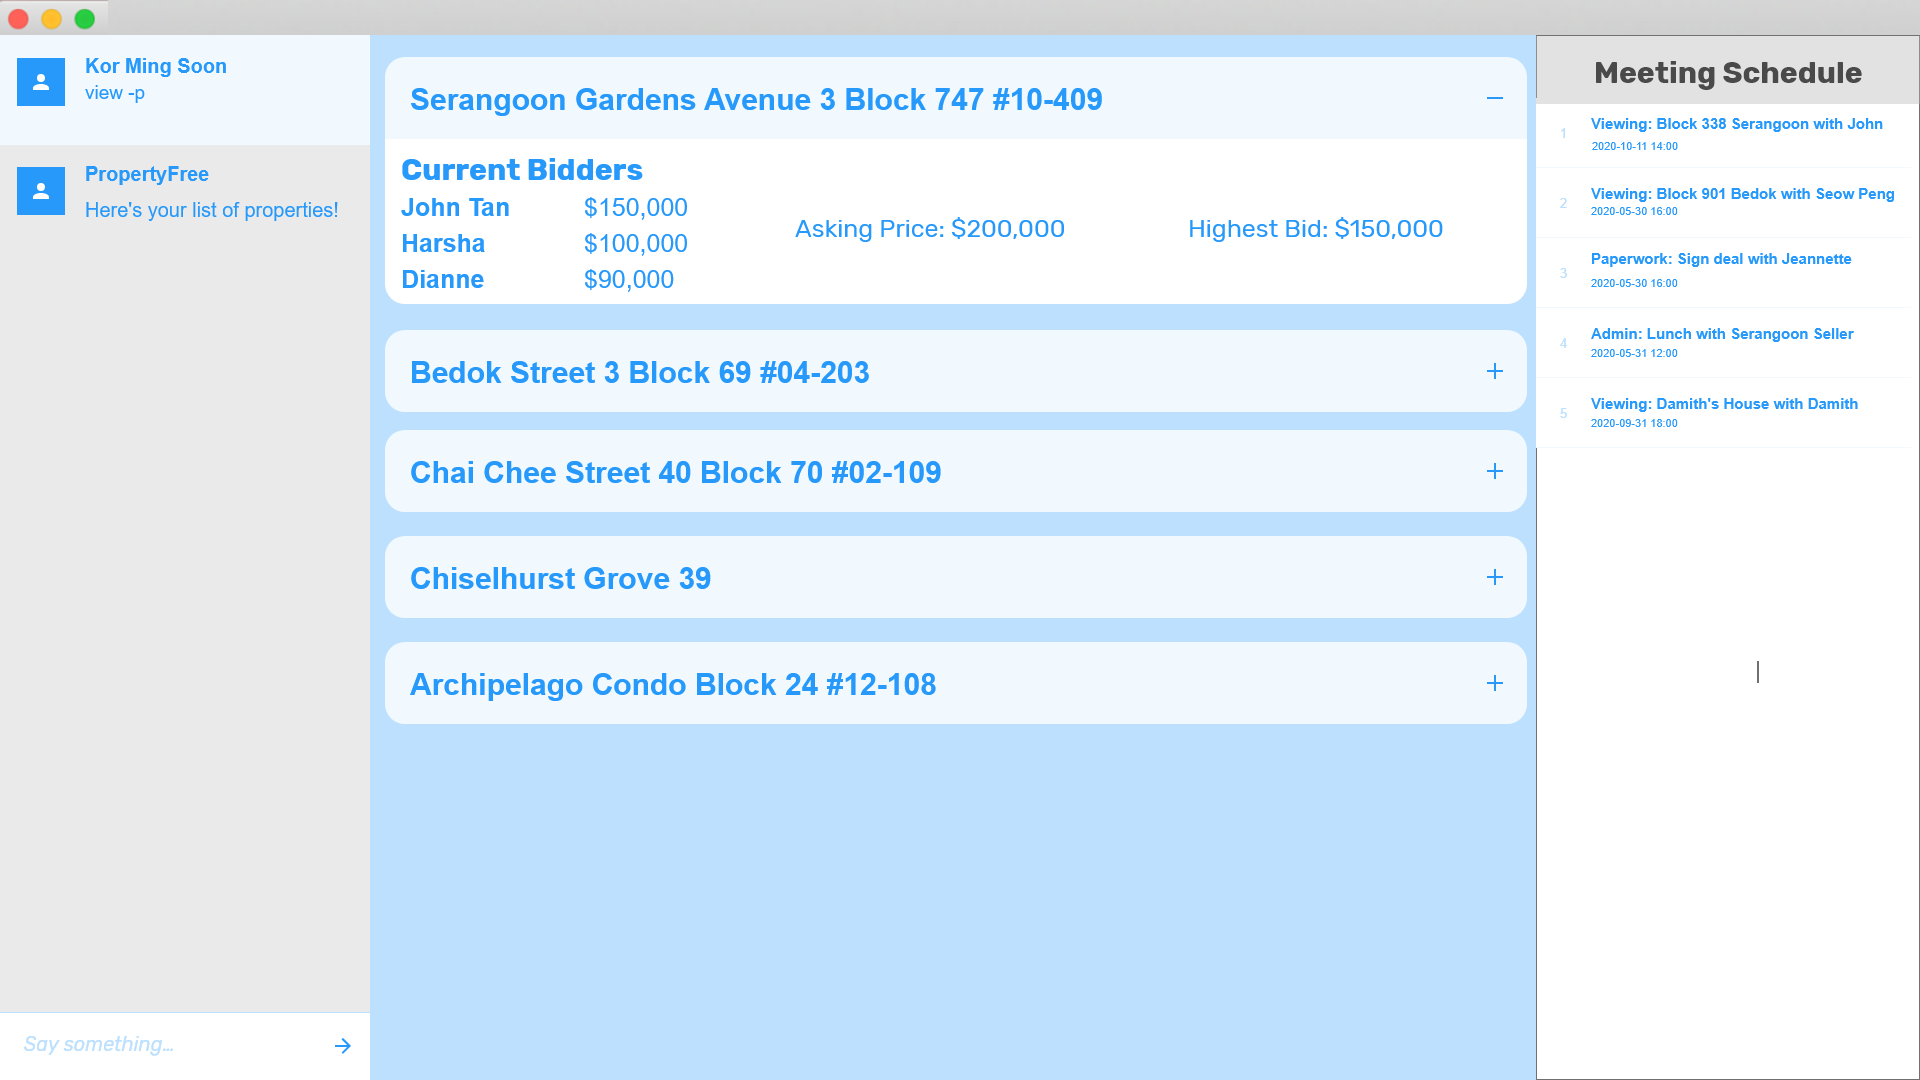 Kor Ming Soon
view -p
PropertyFree
Here's your list of properties!
Say something...
Serangoon Gardens Avenue 3 Block 747 #10-409
Current Bidders
John Tan $150,000
Harsha $100,000
Dianne $90,000
Asking Price: $200,000
Highest Bid: $150,000
Bedok Street 3 Block 69 #04-203
Chai Chee Street 40 Block 70 #02-109
Chiselhurst Grove 39
Archipelago Condo Block 24 #12-108
Meeting Schedule
1 Viewing: Block 338 Serangoon with John
2020-10-11 14:00
2 Viewing: Block 901 Bedok with Seow Peng
2020-05-30 16:00
3 Paperwork: Sign deal with Jeannette
2020-05-30 16:00
4 Admin: Lunch with Serangoon Seller
2020-05-31 12:00
5 Viewing: Damith's House with Damith
2020-09-31 18:00